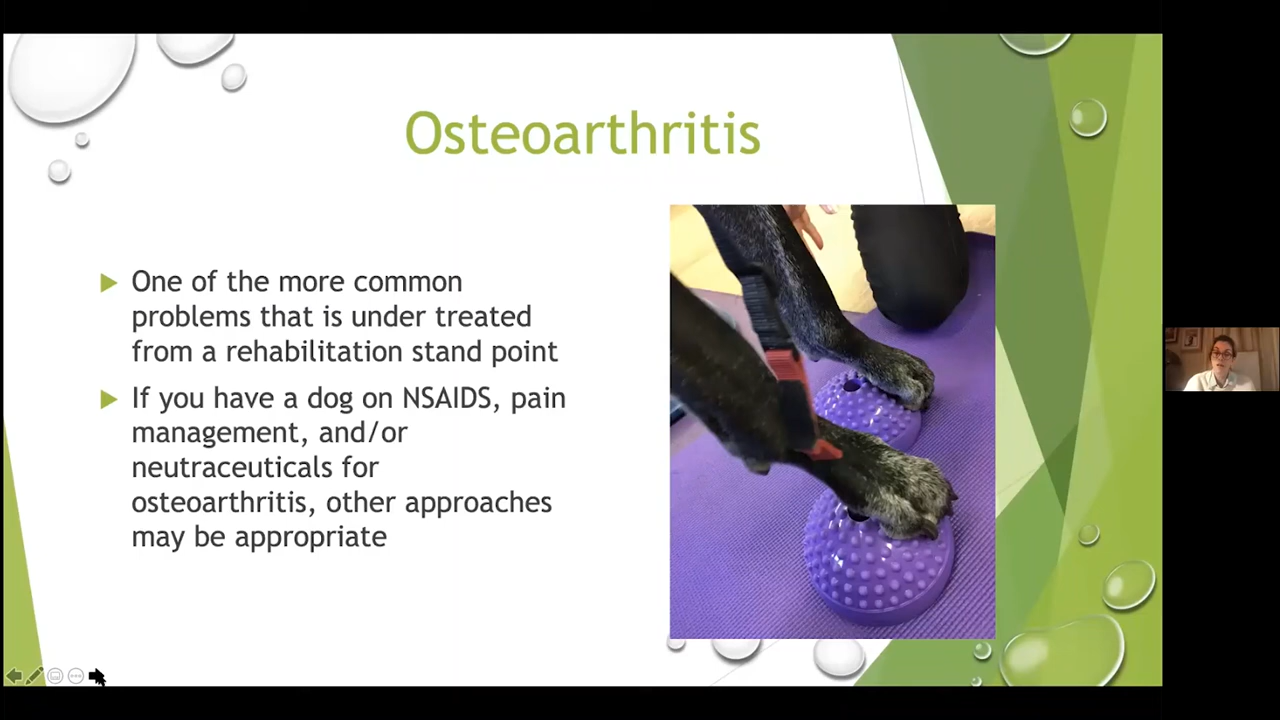 Osteoarthritis
One of the more common
problems that is under treated
from a rehabilitation stand point
If you have a dog on NSAIDS, pain
management, and/or
neutraceuticals for
osteoarthritis, other approaches
may be appropriate